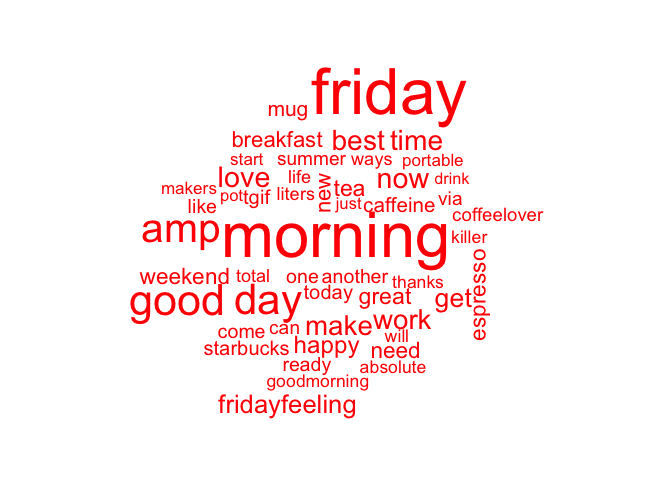 friday
mug
breakfast best time
start summer ways portable
love life new tea now drink
makers pot tgif liters just caffeine via
like coffeelover
amp morning killer
weekend total one another thanks espresso
good day today great get
come can make work
will
starbucks happy need
ready absolute
goodmorning
fridayfeeling